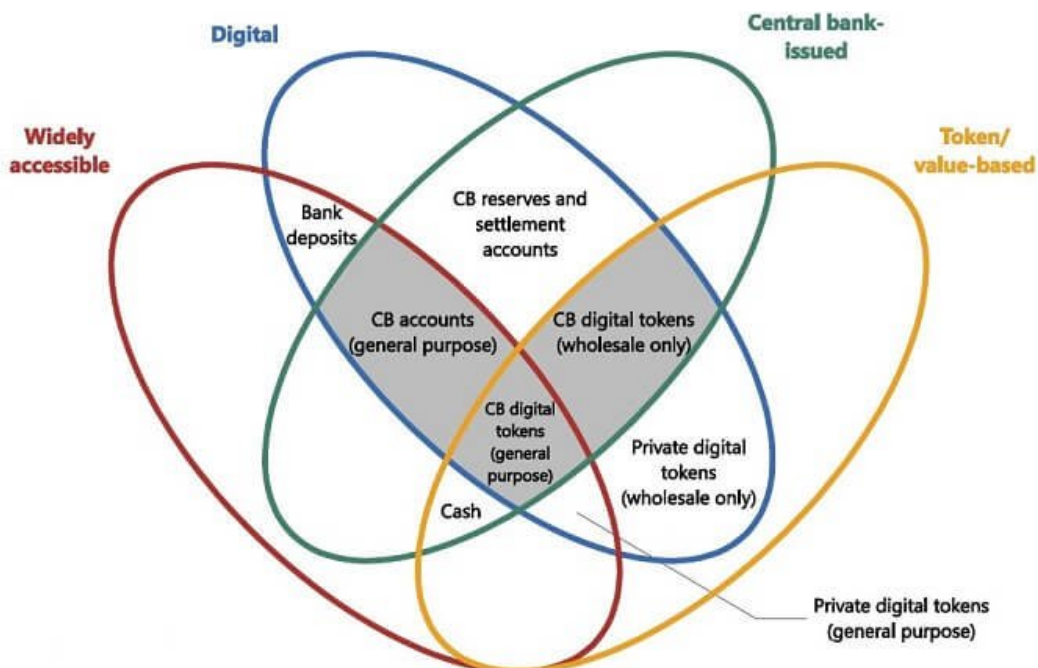 Digital
Central bank-
issued
Widely
accessible
Token/
value-based
Bank
deposits
CB reserves and
settlement
accounts
CB accounts
(general purpose)
CB digital tokens
(wholesale only)
CB digital
tokens
(general
purpose)
Private digital
tokens
(wholesale only)
Cash
Private digital tokens
(general purpose)